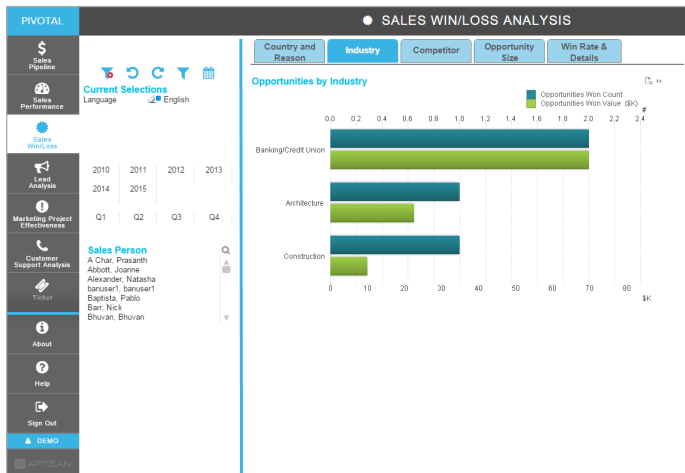 PIVOTAL
SALES WIN/LOSS ANALYSIS
Sales
Pipeline
Sales
Performance
Sales
Win/Loss
Lead
Analysis
Marketing Project
Effectiveness
Customer
Support Analysis
Ticket
About
Help
Sign Out
DEMO
APTEAN
Current Selections
Language English
2010 2011 2012 2013
2014 2015
Q1 Q2 Q3 Q4
Sales Person
A Char, Prasanth
Abbott, Joanne
Alexander, Natasha
banuser1, banuser1
Baptista, Pablo
Barr, Nick
Bhuvan, Bhuvan
Country and
Reason
Industry
Competitor
Opportunity
Size
Win Rate &
Details
Opportunities by Industry
Opportunities Won Count
Opportunities Won Value ($K)
#
0.0 0.2 0.4 0.6 0.8 1.0 1.2 1.4 1.6 1.8 2.0 2.2 2.4
Banking/Credit Union
Architecture
Construction
0 10 20 30 40 50 60 70 80
$K